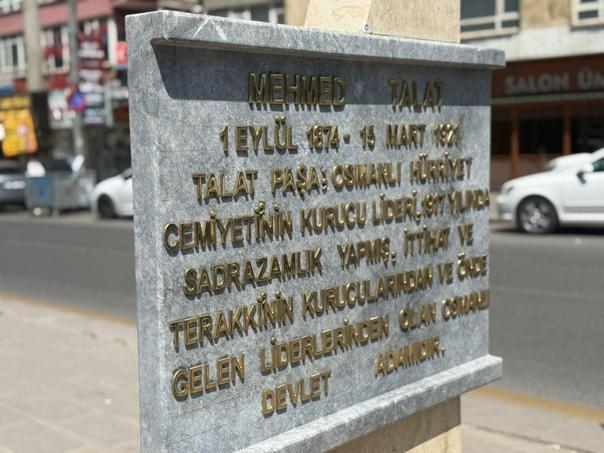 MEHMED TALAT
1 EYLÜL 1874 - 15 MART 1921
TALAT PAŞA; OSMANLI HÜRRİYET
CEMİYETİNİN KURUCU LİDERİ, 1917 YILINDA
SADRAZAMLIK YAPMIŞ, İTTİHAT VE
TERAKKİNİN KURUCULARINDAN VE ÖNDE
GELEN LİDERLERİNDEN OLAN OSMANLI
DEVLET ADAMIDIR.
SALON ÜM